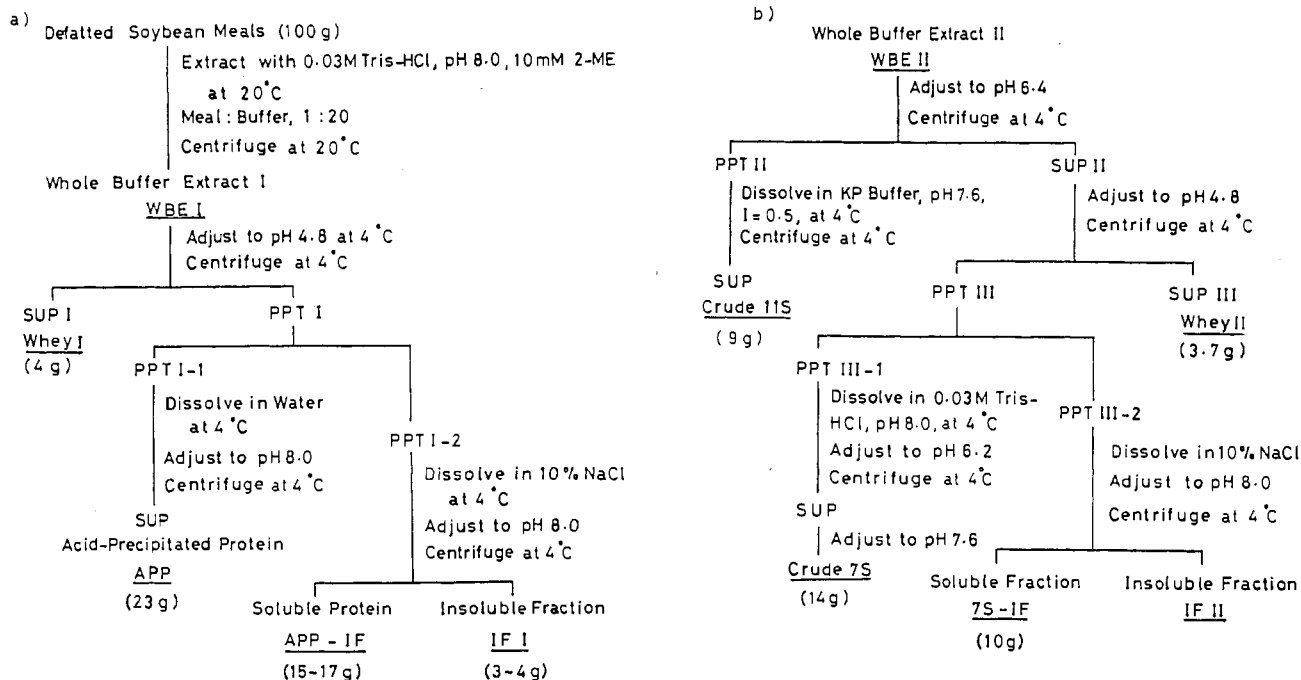 a)
Defatted Soybean Meals (100g)
Extract with 0.03M Tris-HCl, pH 8.0, 10mM 2-ME
at 20°C
Meal: Buffer, 1:20
Centrifuge at 20°C
Whole Buffer Extract I
WBE I
Adjust to pH 4.8 at 4°C
Centrifuge at 4°C
SUP I
Whey I
(4g)
PPT I
PPT I-1
Dissolve in Water
at 4°C
Adjust to pH 8.0
Centrifuge at 4°C
SUP
Acid-Precipitated Protein
APP
(23g)
PPT I-2
Dissolve in 10% NaCl
at 4°C
Adjust to pH 8.0
Centrifuge at 4°C
Soluble Protein
APP - IF
(15~17g)
Insoluble Fraction
IF I
(3~4g)
b)
Whole Buffer Extract II
WBE II
Adjust to pH 6.4
Centrifuge at 4°C
PPT II
Dissolve in KP Buffer, pH 7.6,
I=0.5, at 4°C
Centrifuge at 4°C
SUP
Crude 11S
(9g)
SUP II
Adjust to pH 4.8
Centrifuge at 4°C
PPT III
SUP III
Whey II
(3.7g)
PPT III-1
Dissolve in 0.03M Tris-
HCl, pH 8.0, at 4°C
Adjust to pH 6.2
Centrifuge at 4°C
SUP
Adjust to pH 7.6
Crude 7S
(14g)
PPT III-2
Dissolve in 10% NaCl
Adjust to pH 8.0
Centrifuge at 4°C
Soluble Fraction
7S-IF
(10g)
Insoluble Fraction
IF II